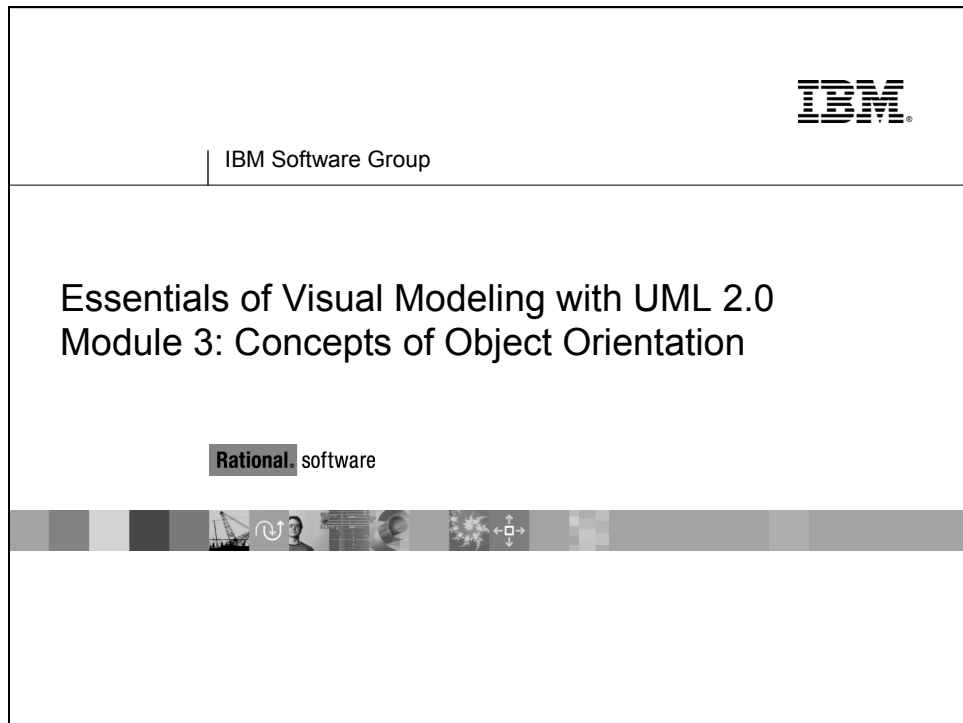 IBM®
IBM Software Group
Essentials of Visual Modeling with UML 2.0
Module 3: Concepts of Object Orientation
Rational® software